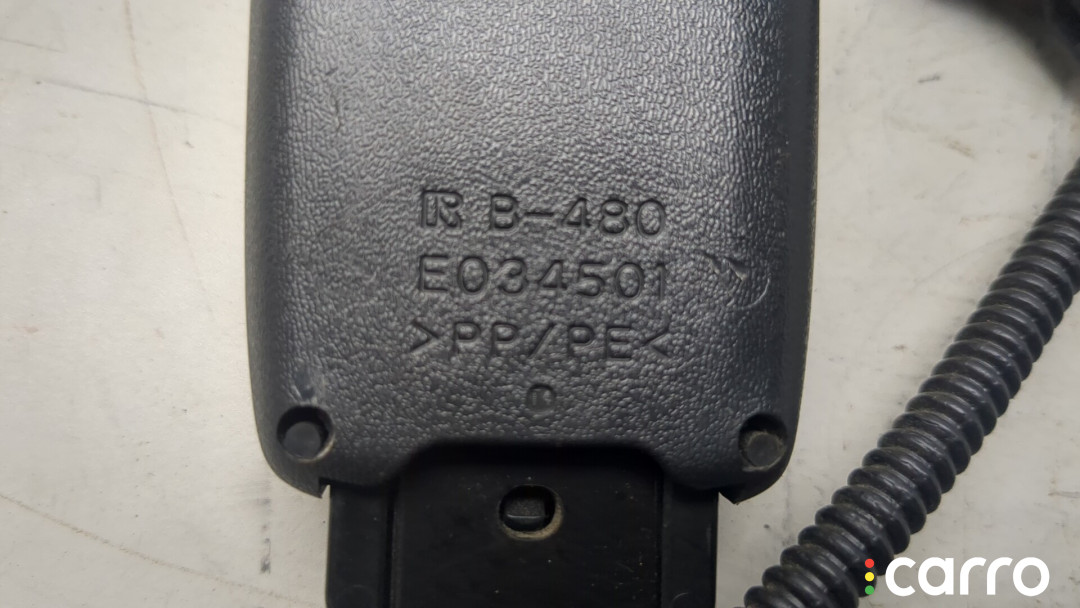 R B-480
E034501
>PP/PE<
carro